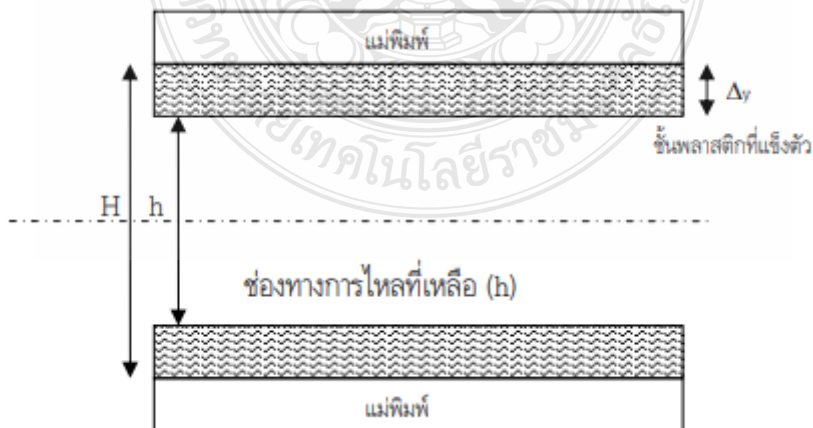 แม่พิมพ์
Δy
ชั้นพลาสติกที่แข็งตัว
H h
ช่องทางการไหลที่เหลือ (h)
แม่พิมพ์